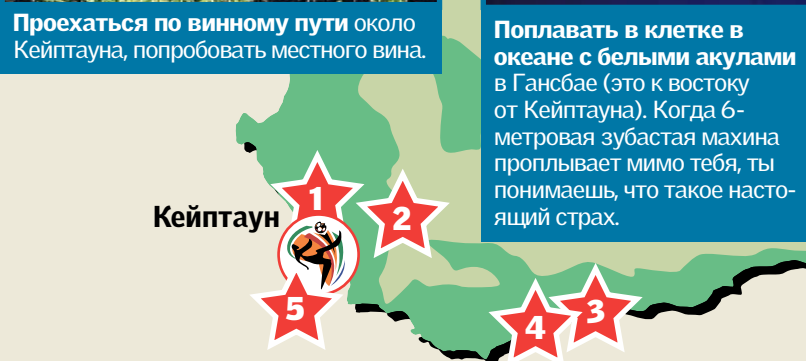 Проехаться по винному пути около
Кейптауна, попробовать местного вина.
Поплавать в клетке в
океане с белыми акулами
в Гансбае (это к востоку
от Кейптауна). Когда 6-
метровая зубастая махина
проплывает мимо тебя, ты
понимаешь, что такое насто-
ящий страх.
Кейптаун
1
2
5
4
3